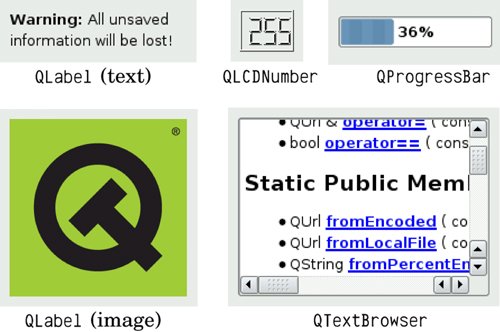 Warning: All unsaved
information will be lost!
QLabel (text)
255
QLCDNumber
36%
QProgressBar
®
QLabel (image)
QUrl & operator= ( cons
bool operator== ( cons
Static Public Mem
QUrl fromEncoded ( co
QUrl fromLocalFile ( co
QString fromPercentEn
QTextBrowser